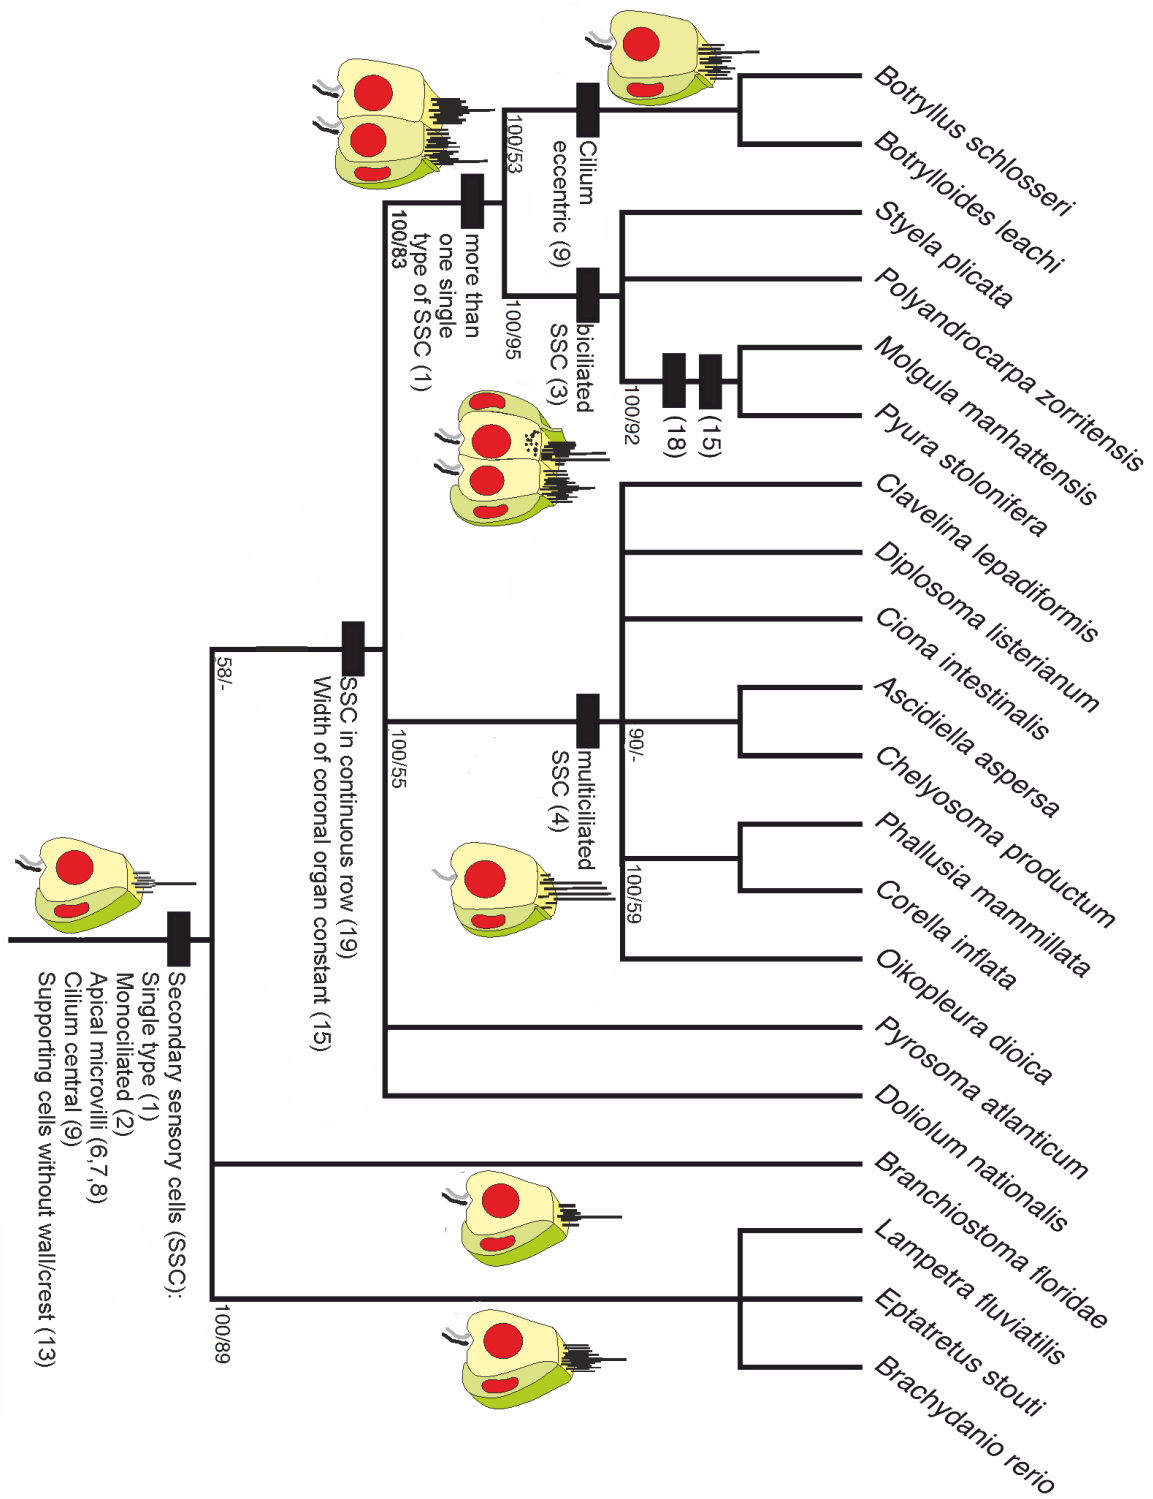 Botryllus schlosseri
Botrylloides leachi
Styela plicata
Polyandrocarpa zorritensis
Molgula manhattensis
Pyura stolonifera
Clavelina lepadiformis
Diplosoma listerianum
Ciona intestinalis
Ascidiella aspersa
Chelyosoma productum
Phallusia mammillata
Corella inflata
Oikopleura dioica
Pyrosoma atlanticum
Doliolum nationalis
Branchiostoma floridae
Lampetra fluviatilis
Eptatretus stouti
Brachydanio rerio
Cilium
eccentric (9)
100/53
biciliated
SSC (3)
100/95
(15)
(18)
100/92
more than
one single
type of SSC (1)
100/83
multiciliated
SSC (4)
90/-
100/59
100/55
SSC in continuous row (19)
Width of coronal organ constant (15)
58/-
100/89
Secondary sensory cells (SSC):
Single type (1)
Monociliated (2)
Apical microvilli (6,7,8)
Cilium central (9)
Supporting cells without wall/crest (13)